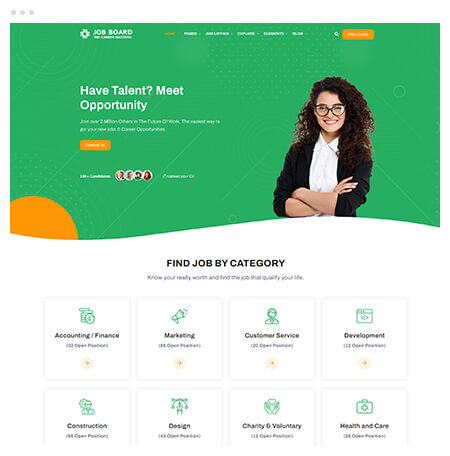 JOB BOARD
THE CAREER MASTERS
HOME PAGES JOB LISTING EXPLORE ELEMENTS BLOG
Free Quote
Have Talent? Meet
Opportunity
Join over 2 Million Others in The Future Of Work, The easiest way to
get your new jobs & Career Opportunities.
Contact Us
10k+ Candidates
Upload your CV
FIND JOB BY CATEGORY
Know your really worth and find the job that qualify your life.
Accounting / Finance
(02 Open Position)
Marketing
(86 Open Position)
Customer Service
(20 Open Position)
Development
(12 Open Position)
Construction
(55 Open Position)
Design
(43 Open Position)
Charity & Voluntary
(12 Open Position)
Health and Care
(25 Open Position)